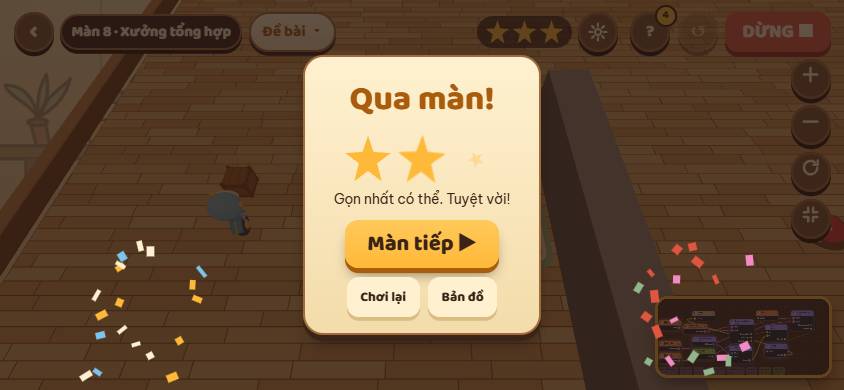 Màn 8 · Xưởng tổng hợp
Đề bài
4
?
DỪNG
Qua màn!
Gọn nhất có thể. Tuyệt vời!
Màn tiếp
Chơi lại
Bản đồ